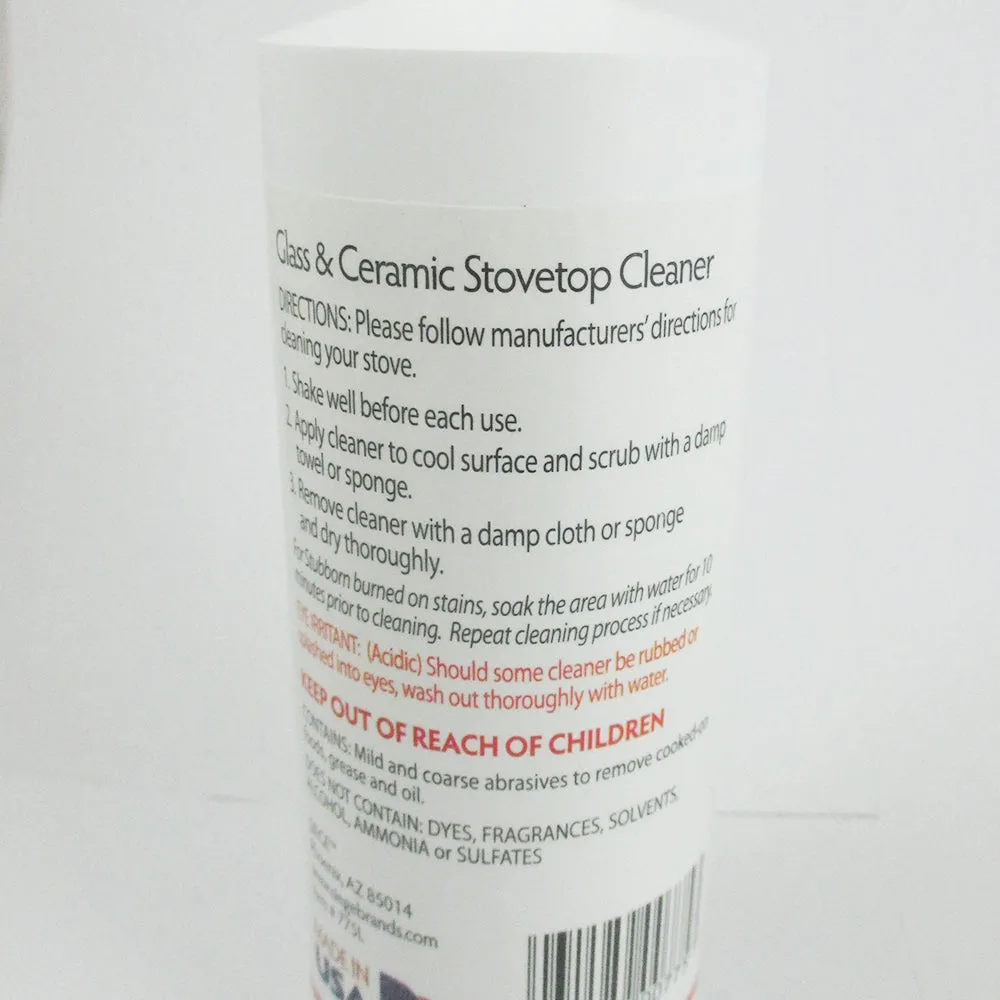 Glass & Ceramic Stovetop Cleaner
DIRECTIONS: Please follow manufacturers' directions for
cleaning your stove.
1. Shake well before each use.
2. Apply cleaner to cool surface and scrub with a damp
towel or sponge.
3. Remove cleaner with a damp cloth or sponge
and dry thoroughly.
For Stubborn burned on stains, soak the area with water for 10
minutes prior to cleaning. Repeat cleaning process if necessary.
EYE IRRITANT: (Acidic) Should some cleaner be rubbed or
splashed into eyes, wash out thoroughly with water.
KEEP OUT OF REACH OF CHILDREN
CONTAINS: Mild and coarse abrasives to remove cooked-on
foods, grease and oil.
DOES NOT CONTAIN: DYES, FRAGRANCES, SOLVENTS,
ALCOHOL, AMMONIA or SULFATES
Phoenix, AZ 85014
775L
MADE IN
USA